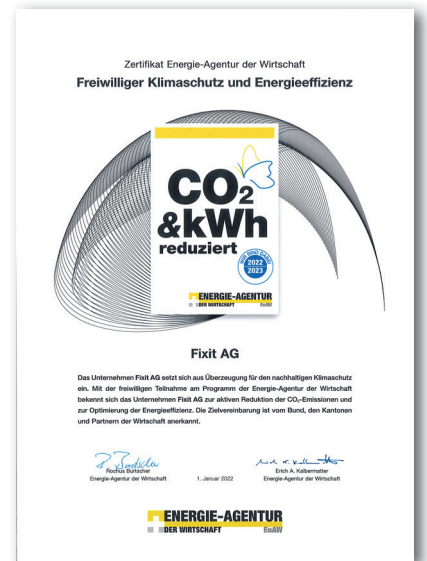 Zertifikat Energie-Agentur der Wirtschaft
Freiwilliger Klimaschutz und Energieeffizienz
CO2
&kWh
reduziert
WIR SIND DABEI
2022
2023
ENERGIE-AGENTUR
DER WIRTSCHAFT EnAW
Fixit AG
Das Unternehmen Fixit AG setzt sich aus Überzeugung für den nachhaltigen Klimaschutz
ein. Mit der freiwilligen Teilnahme am Programm der Energie-Agentur der Wirtschaft
bekennt sich das Unternehmen Fixit AG zur aktiven Reduktion der CO₂-Emissionen und
zur Optimierung der Energieeffizienz. Die Zielvereinbarung ist vom Bund, den Kantonen
und Partnern der Wirtschaft anerkannt.
Rochus Burtscher Erich A. Kalbermatter
Energie-Agentur der Wirtschaft 1. Januar 2022 Energie-Agentur der Wirtschaft
ENERGIE-AGENTUR
DER WIRTSCHAFT EnAW